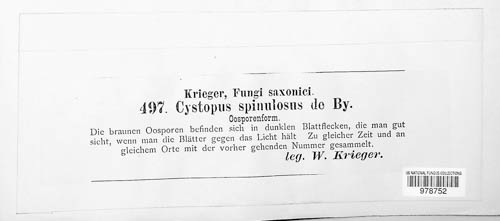 Krieger, Fungi saxonici.
497. Cystopus spinulosus de By.
Oosporenform.
Die braunen Oosporen befinden sich in dunklen Blattflecken, die man gut
sicht, wenn man die Blätter gegen das Licht hält Zu gleicher Zeit und an
gleichem Orte mit der vorher gehenden Nummer gesammelt.
leg. W. Krieger.
US NATIONAL FUNGUS COLLECTIONS
978752